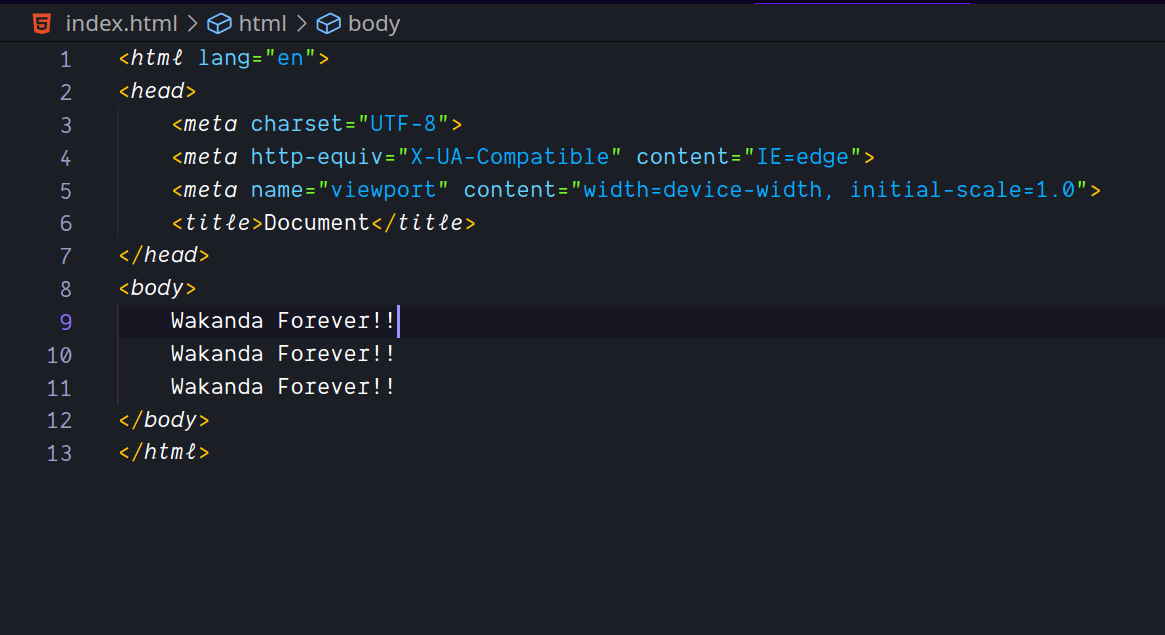 index.html > html > body
1 <html lang="en">
2 <head>
3     <meta charset="UTF-8">
4     <meta http-equiv="X-UA-Compatible" content="IE=edge">
5     <meta name="viewport" content="width=device-width, initial-scale=1.0">
6     <title>Document</title>
7 </head>
8 <body>
9     Wakanda Forever!!
10     Wakanda Forever!!
11     Wakanda Forever!!
12 </body>
13 </html>